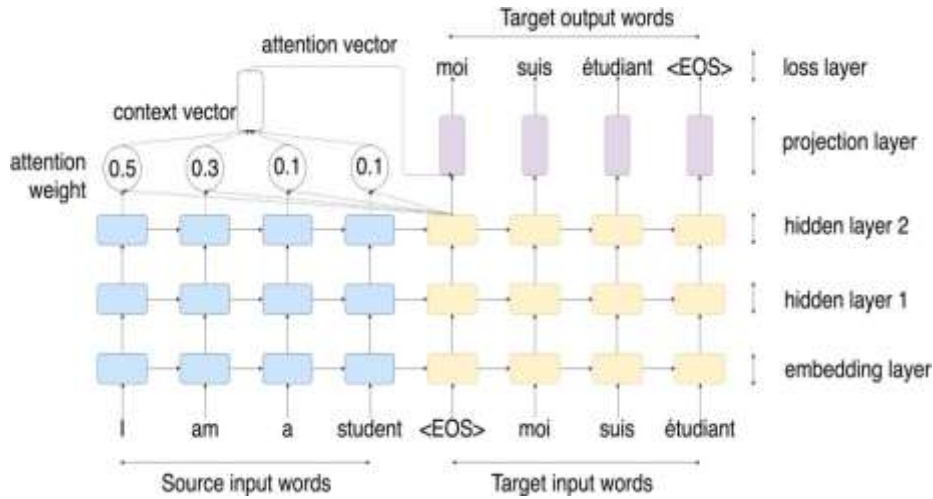 Target output words
attention vector
moi suis étudiant <EOS> loss layer
context vector
projection layer
attention weight
0.5 0.3 0.1 0.1
hidden layer 2
hidden layer 1
embedding layer
I am a student <EOS> moi suis étudiant
Source input words Target input words